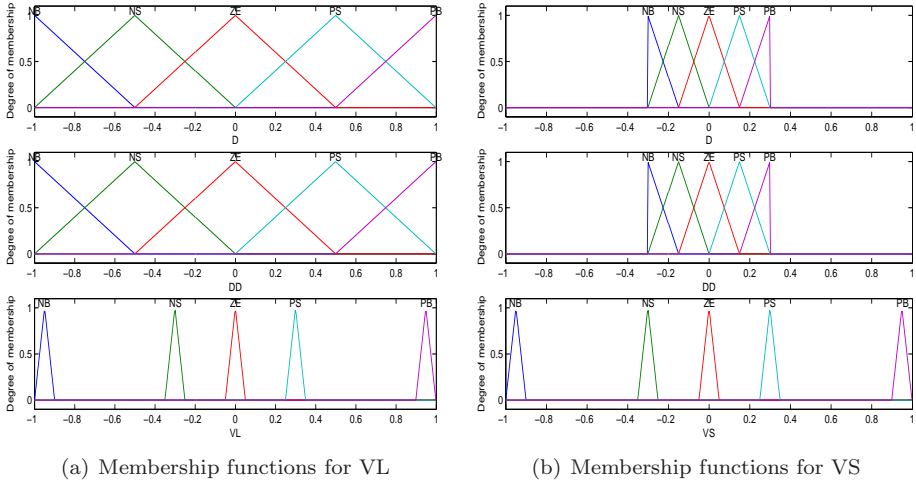 NB NS ZE PS PB
Degree of membership
1
0.5
0
−1 −0.8 −0.6 −0.4 −0.2 0 0.2 0.4 0.6 0.8 1
D
NB NS ZE PS PB
Degree of membership
1
0.5
0
−1 −0.8 −0.6 −0.4 −0.2 0 0.2 0.4 0.6 0.8 1
DD
NB NS ZE PS PB
Degree of membership
1
0.5
0
−1 −0.8 −0.6 −0.4 −0.2 0 0.2 0.4 0.6 0.8 1
VL
(a) Membership functions for VL
NB NS ZE PS PB
Degree of membership
1
0.5
0
−1 −0.8 −0.6 −0.4 −0.2 0 0.2 0.4 0.6 0.8 1
D
NB NS ZE PS PB
Degree of membership
1
0.5
0
−1 −0.8 −0.6 −0.4 −0.2 0 0.2 0.4 0.6 0.8 1
DD
NB NS ZE PS PB
Degree of membership
1
0.5
0
−1 −0.8 −0.6 −0.4 −0.2 0 0.2 0.4 0.6 0.8 1
VS
(b) Membership functions for VS